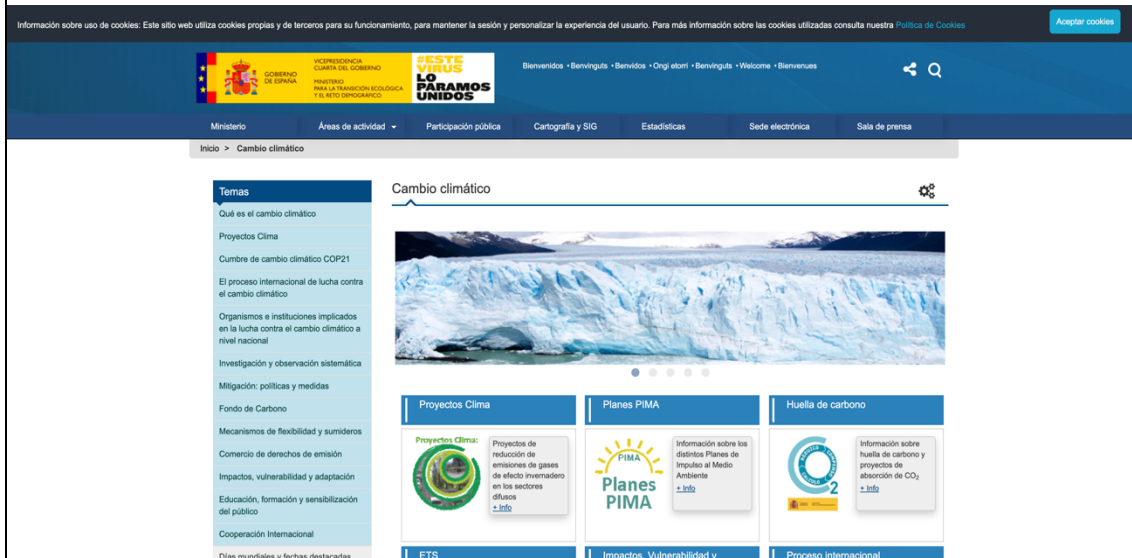 Información sobre uso de cookies: Este sitio web utiliza cookies propias y de terceros para su funcionamiento, para mantener la sesión y personalizar la experiencia del usuario. Para más información sobre las cookies utilizadas consulta nuestra Política de Cookies
Aceptar cookies
GOBIERNO
DE ESPAÑA
VICEPRESIDENCIA
CUARTA DEL GOBIERNO
MINISTERIO
PARA LA TRANSICIÓN ECOLÓGICA
Y EL RETO DEMOGRÁFICO
#ESTE
VIRUS
LO
PARAMOS
UNIDOS
Bienvenidos • Benvinguts • Benvidos • Ongi etorri • Benvinguts • Welcome • Bienvenues
Ministerio
Áreas de actividad
Participación pública
Cartografía y SIG
Estadísticas
Sede electrónica
Sala de prensa
Inicio > Cambio climático
Temas
Qué es el cambio climático
Proyectos Clima
Cumbre de cambio climático COP21
El proceso internacional de lucha contra
el cambio climático
Organismos e instituciones implicados
en la lucha contra el cambio climático a
nivel nacional
Investigación y observación sistemática
Mitigación: políticas y medidas
Fondo de Carbono
Mecanismos de flexibilidad y sumideros
Comercio de derechos de emisión
Impactos, vulnerabilidad y adaptación
Educación, formación y sensibilización
del público
Cooperación Internacional
Días mundiales y fechas destacadas
Cambio climático
Proyectos Clima
Proyectos Clima:
Proyectos de
reducción de
emisiones de gases
de efecto invernadero
en los sectores
difusos
+ Info
Planes PIMA
PIMA
Planes
PIMA
Información sobre los
distintos Planes de
Impulso al Medio
Ambiente
+ Info
Huella de carbono
Información sobre
huella de carbono y
proyectos de
absorción de CO₂
+ Info
ETS
Impactos, Vulnerabilidad y
Proceso internacional